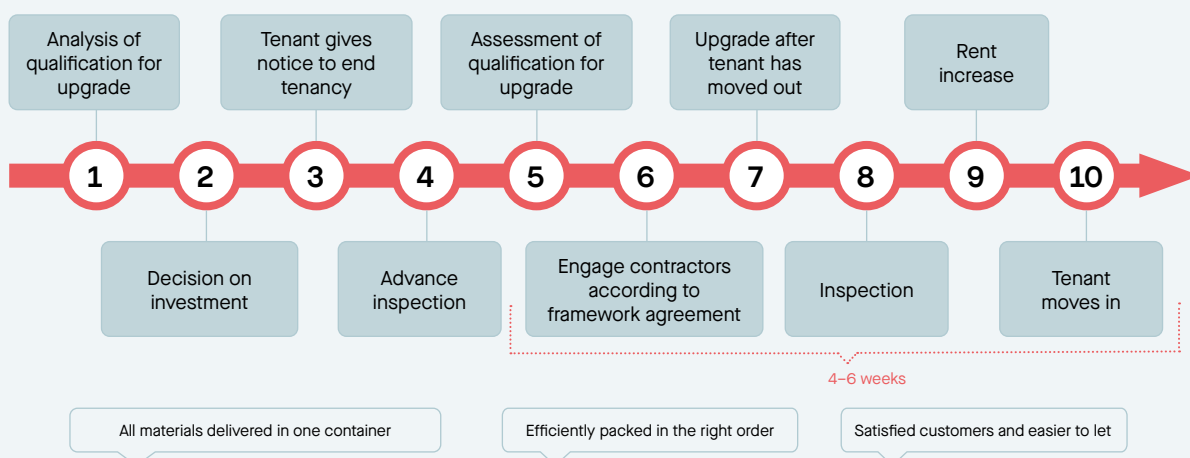 Analysis of
qualification for
upgrade
Tenant gives
notice to end
tenancy
Assessment of
qualification for
upgrade
Upgrade after
tenant has
moved out
Rent
increase
1
2
3
4
5
6
7
8
9
10
Decision on
investment
Advance
inspection
Engage contractors
according to
framework agreement
Inspection
Tenant
moves in
4–6 weeks
All materials delivered in one container
Efficiently packed in the right order
Satisfied customers and easier to let